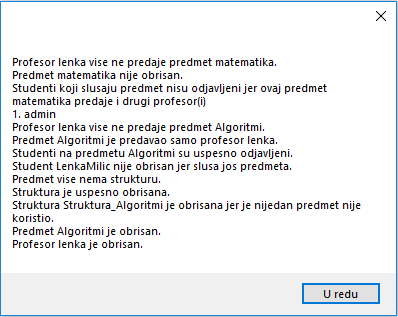 Profesor lenka vise ne predaje predmet matematika.
Predmet matematika nije obrisan.
Studenti koji slusaju predmet nisu odjavljeni jer ovaj predmet
matematika predaje i drugi profesor(i)
1. admin
Profesor lenka vise ne predaje predmet Algoritmi.
Predmet Algoritmi je predavao samo profesor lenka.
Studenti na predmetu Algoritmi su uspesno odjavljeni.
Student LenkaMilic nije obrisan jer slusa jos predmeta.
Predmet vise nema strukturu.
Struktura je uspesno obrisana.
Struktura Struktura_Algoritmi je obrisana jer je nijedan predmet nije
koristio.
Predmet Algoritmi je obrisan.
Profesor lenka je obrisan.
U redu